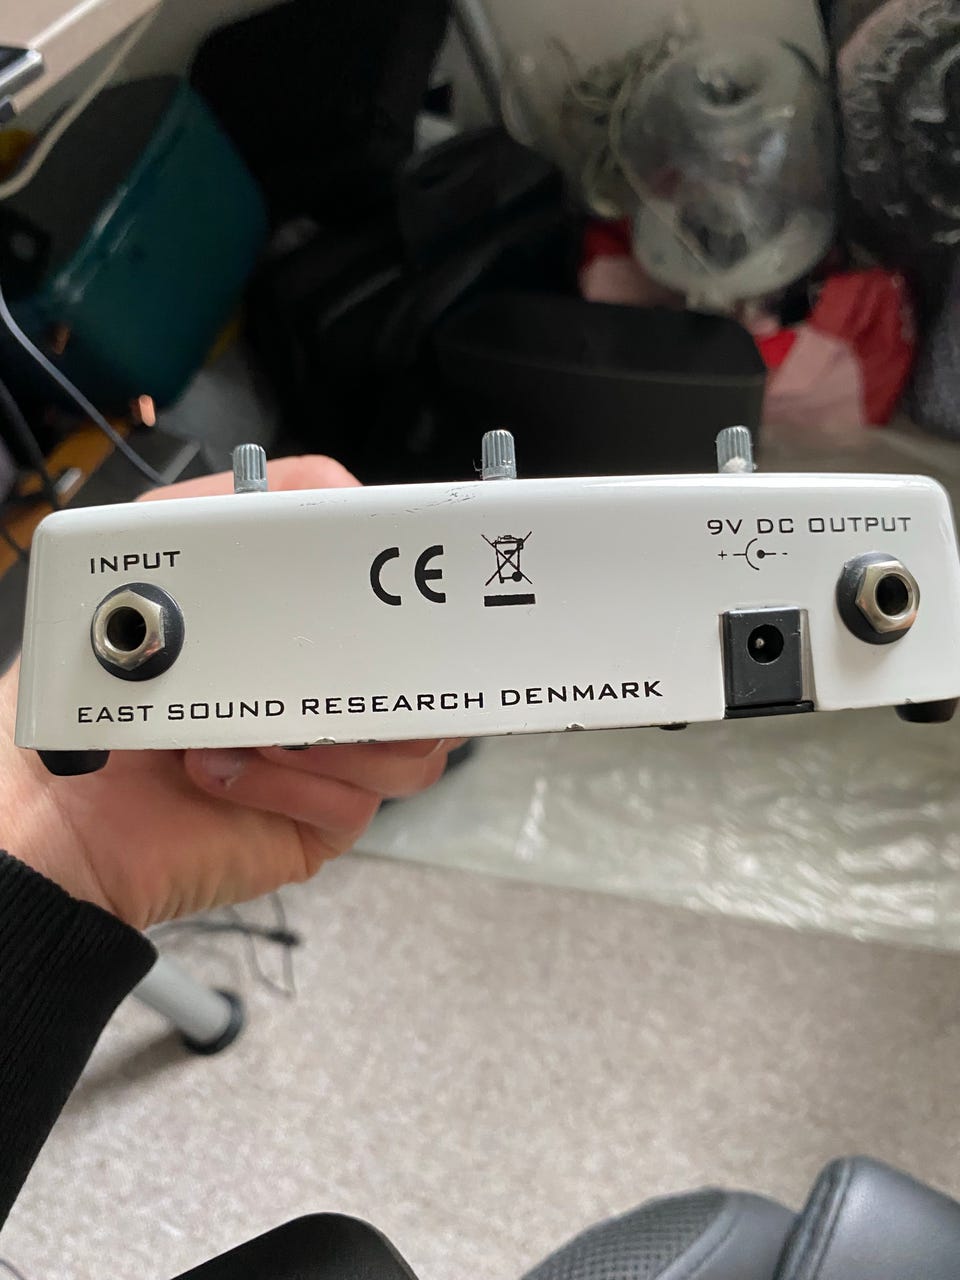 INPUT
CE
9V DC OUTPUT
+ -
EAST SOUND RESEARCH DENMARK